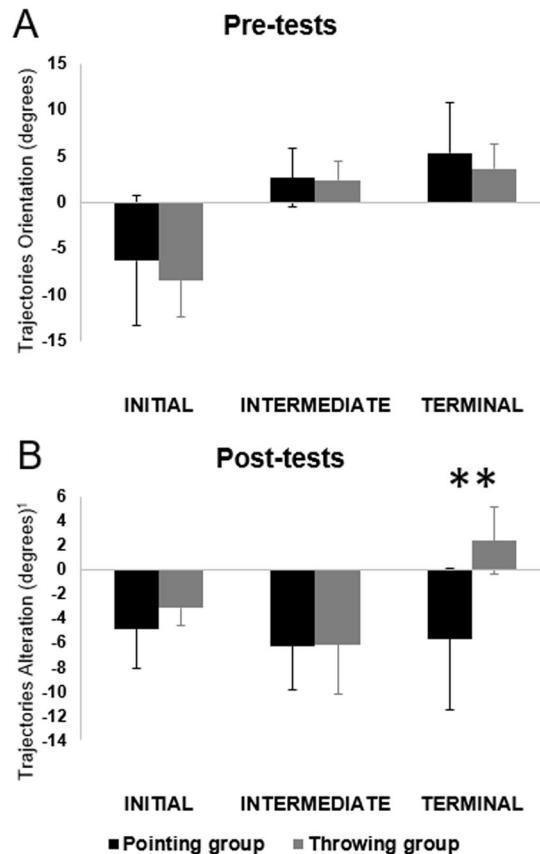 A
Pre-tests
Trajectories Orientation (degrees)
15
10
5
0
-5
-10
-15
INITIAL INTERMEDIATE TERMINAL
B
Post-tests
Trajectories Alteration (degrees)¹
**
6
4
2
0
-2
-4
-6
-8
-10
-12
-14
INITIAL INTERMEDIATE TERMINAL
Pointing group Throwing group